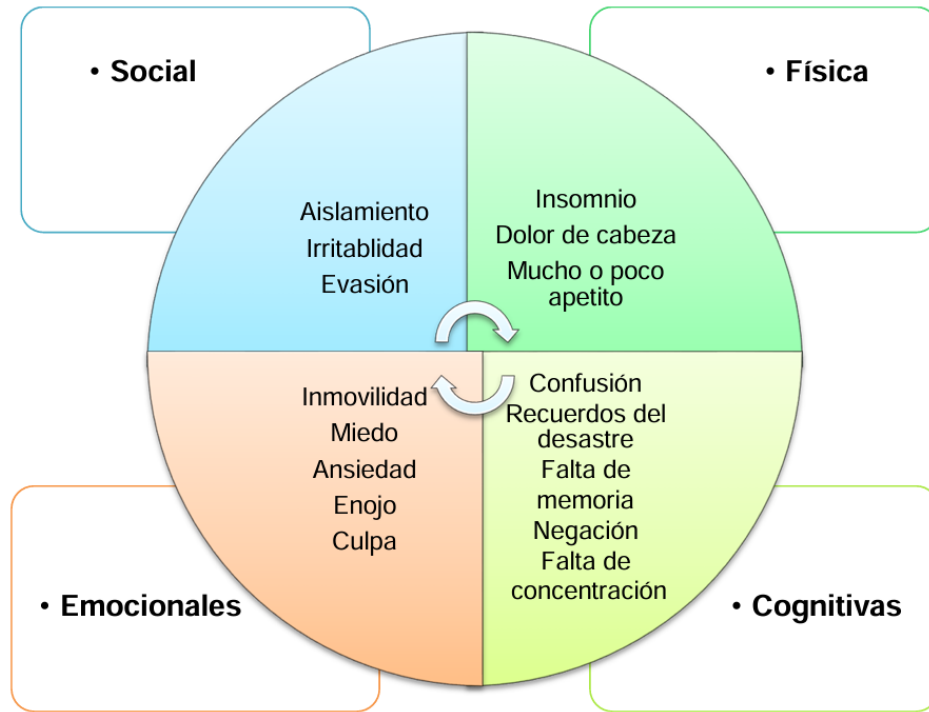 • Social
Aislamiento
Irritablidad
Evasión
• Física
Insomnio
Dolor de cabeza
Mucho o poco
apetito
Inmovilidad
Miedo
Ansiedad
Enojo
Culpa
• Emocionales
Confusión
Recuerdos del
desastre
Falta de
memoria
Negación
Falta de
concentración
• Cognitivas